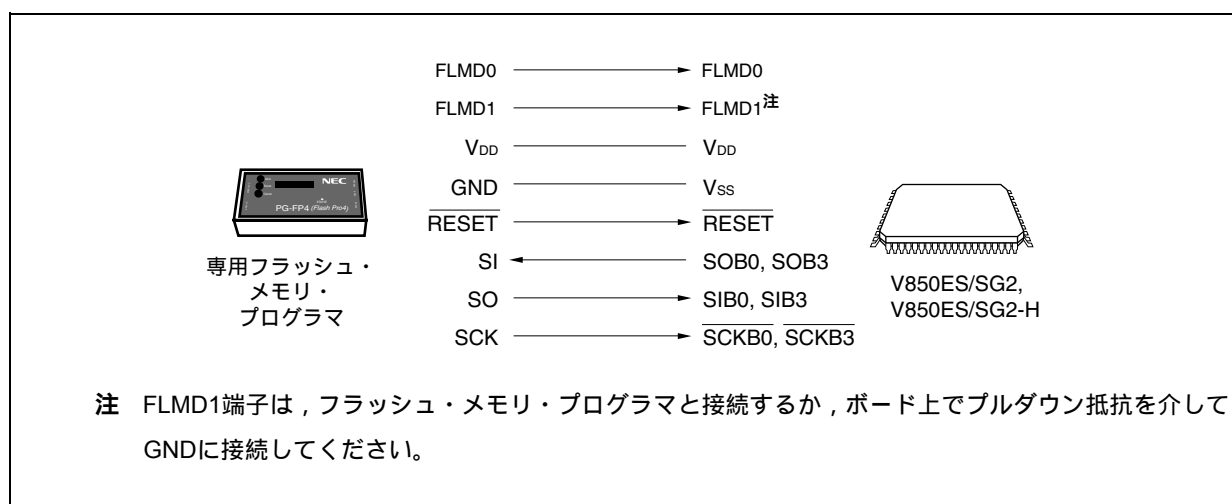 FLMD0 FLMD0
FLMD1 FLMD1注
VDD VDD
GND VSS
RESET RESET
SI SOB0, SOB3
SO SIB0, SIB3
SCK SCKB0, SCKB3
NEC
PG-FP4 (Flash Pro4)
専用フラッシュ・
メモリ・
プログラマ
V850ES/SG2,
V850ES/SG2-H
注 FLMD1端子は，フラッシュ・メモリ・プログラマと接続するか，ボード上でプルダウン抵抗を介して
GNDに接続してください。